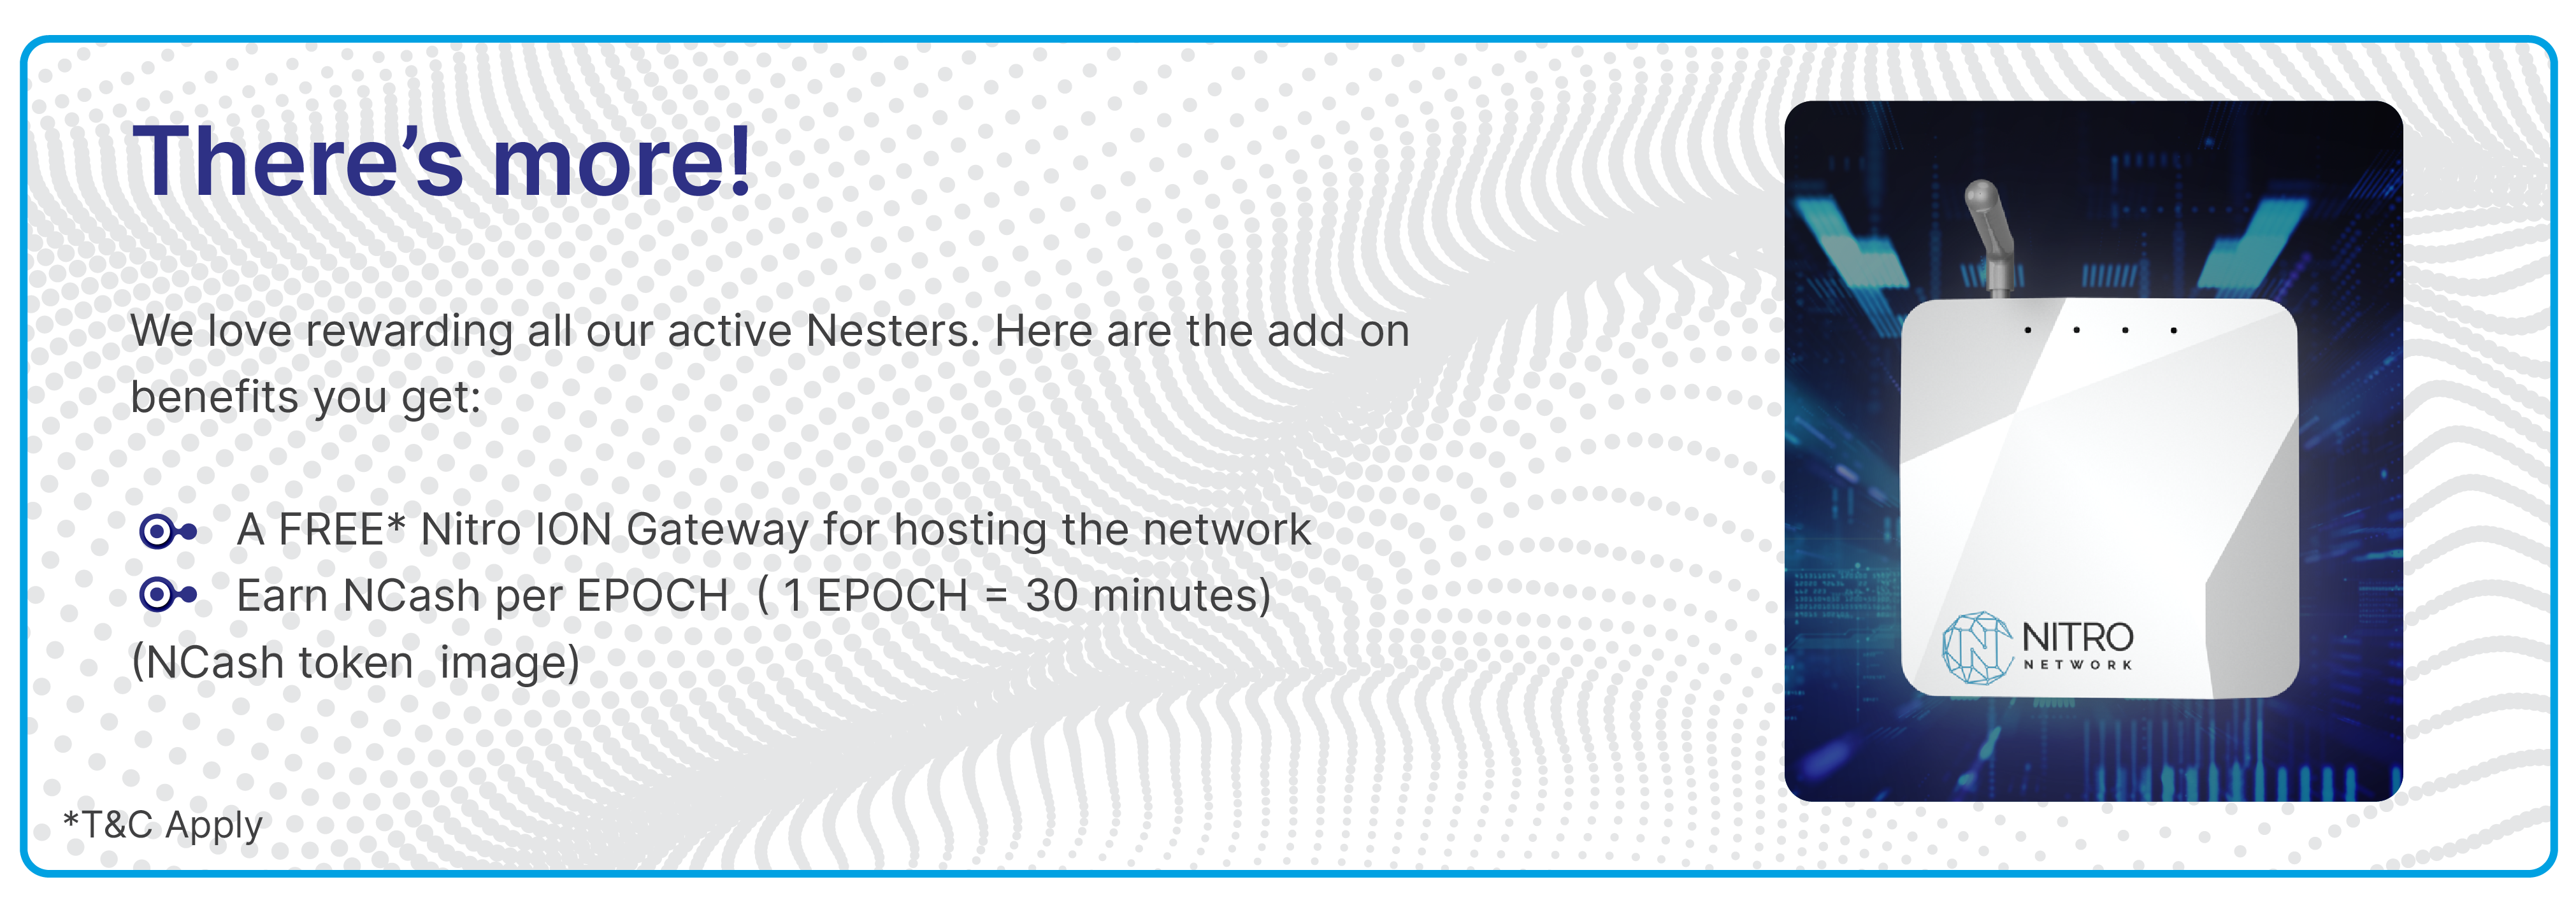 There’s more!
We love rewarding all our active Nesters. Here are the add on
benefits you get:
A FREE* Nitro ION Gateway for hosting the network
Earn NCash per EPOCH  ( 1 EPOCH = 30 minutes)
(NCash token  image)
*T&C Apply
NITRO
NETWORK